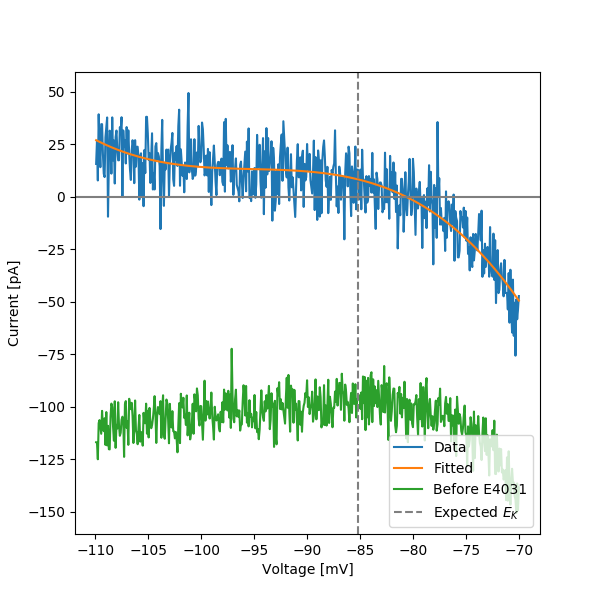 50
25
0
−25
−50
−75
−100
−125
−150
Current [pA]
−110 −105 −100 −95 −90 −85 −80 −75 −70
Voltage [mV]
Data
Fitted
Before E4031
Expected $E_K$